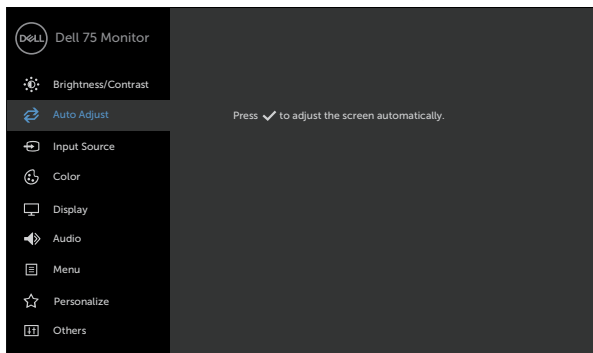 DELL Dell 75 Monitor
Brightness/Contrast
Auto Adjust
Press ✓ to adjust the screen automatically.
Input Source
Color
Display
Audio
Menu
Personalize
Others